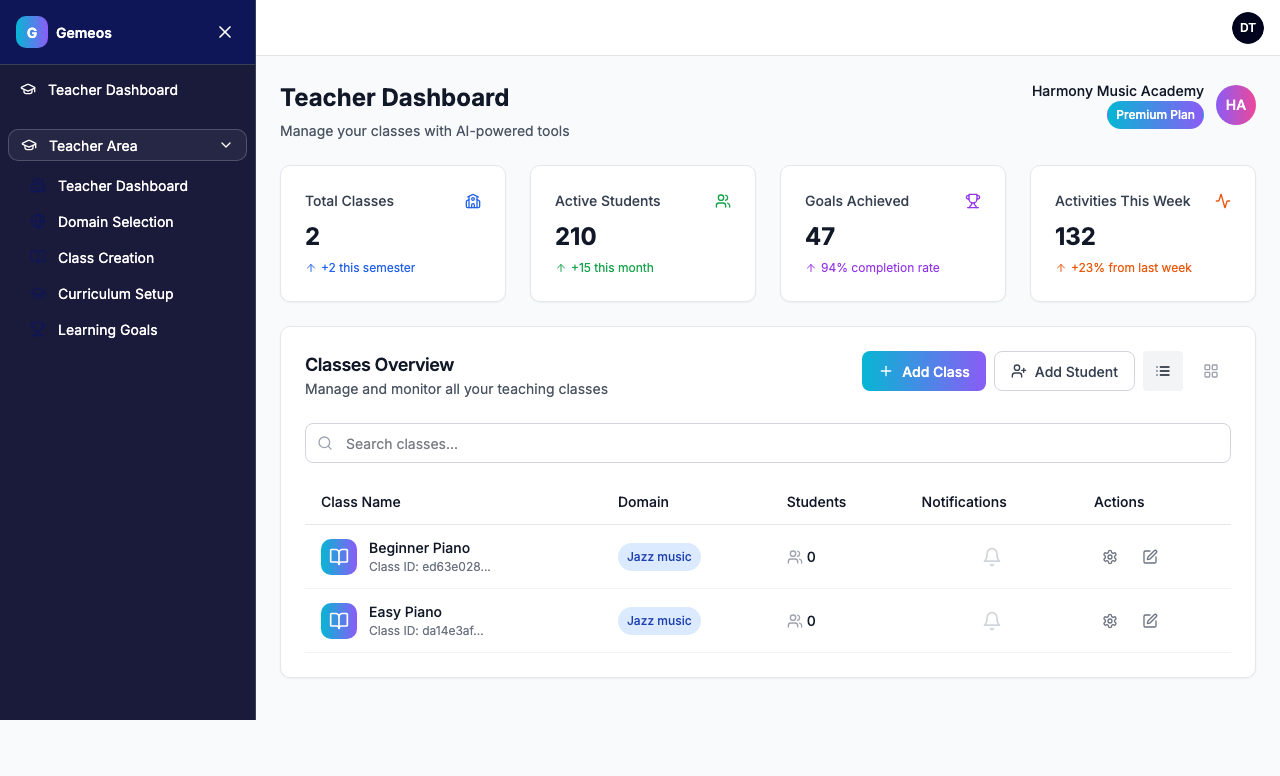 G Gemeos
DT
Teacher Dashboard
Teacher Area
Teacher Dashboard
Domain Selection
Class Creation
Curriculum Setup
Learning Goals
Teacher Dashboard
Manage your classes with AI-powered tools
Harmony Music Academy
Premium Plan
HA
Total Classes
2
+2 this semester
Active Students
210
+15 this month
Goals Achieved
47
94% completion rate
Activities This Week
132
+23% from last week
Classes Overview
Manage and monitor all your teaching classes
Add Class
Add Student
Search classes...
Class Name Domain Students Notifications Actions
Beginner Piano
Class ID: ed63e028...
Jazz music
0
Easy Piano
Class ID: da14e3af...
Jazz music
0